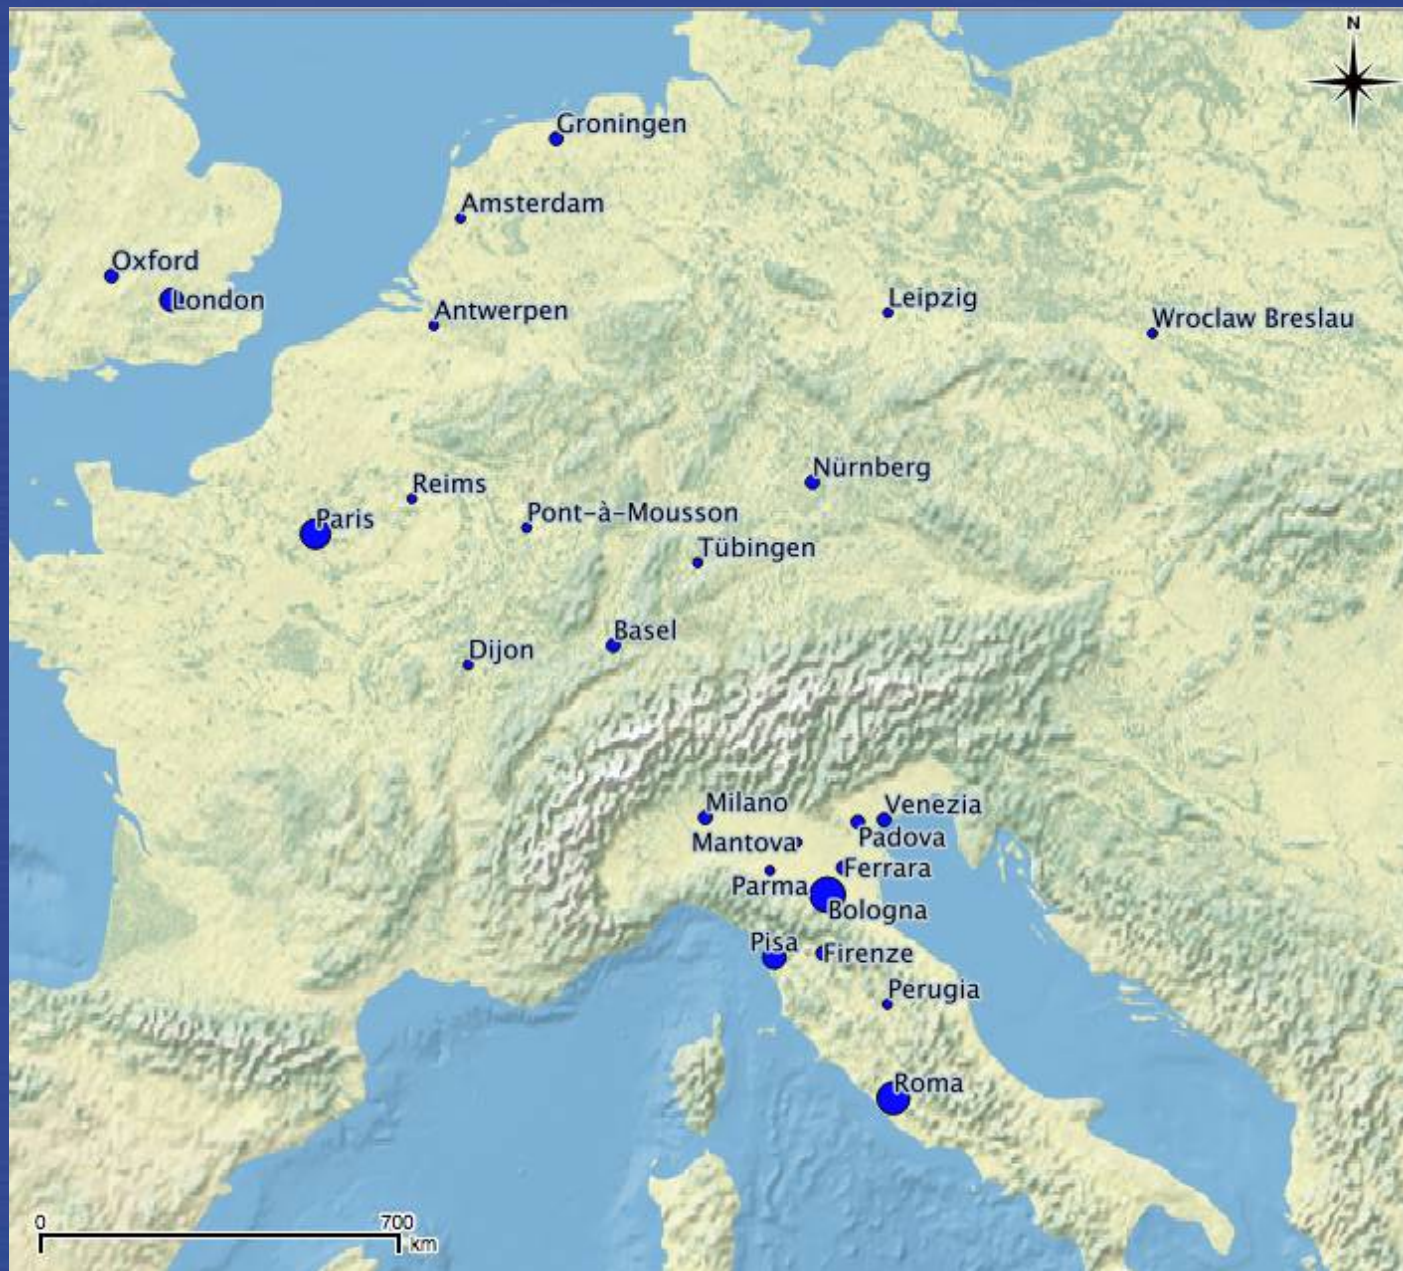 N
Groningen
Amsterdam
Oxford
London
Antwerpen
Leipzig
Wroclaw Breslau
Nürnberg
Reims
Pont-à-Mousson
Paris
Tübingen
Basel
Dijon
Milano
Venezia
Padova
Mantova
Ferrara
Parma
Bologna
Pisa
Firenze
Perugia
Roma
0 700
km